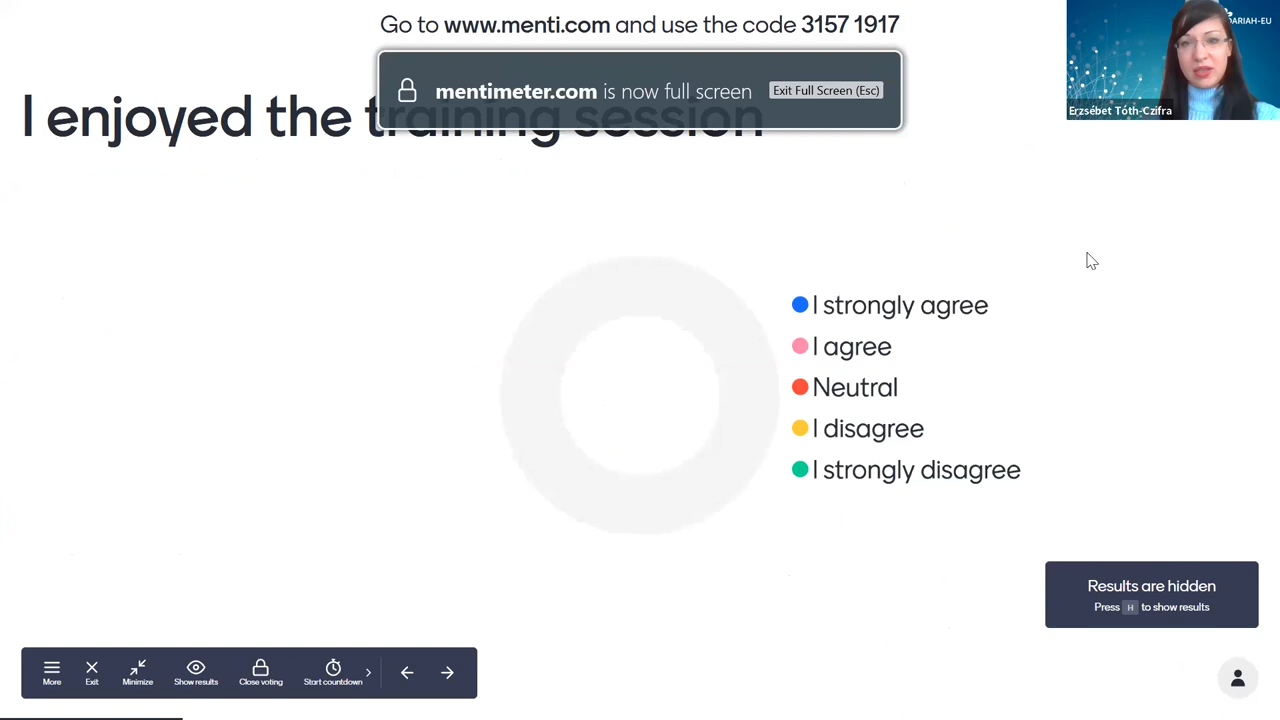 Go to www.menti.com and use the code 3157 1917
mentimeter.com is now full screen Exit Full Screen (Esc)
I enjoyed the training session
ARIAH-EU
Erzsébet Tóth-Czifra
I strongly agree
I agree
Neutral
I disagree
I strongly disagree
Results are hidden
Press H to show results
More Exit Minimize Show results Close voting Start countdown